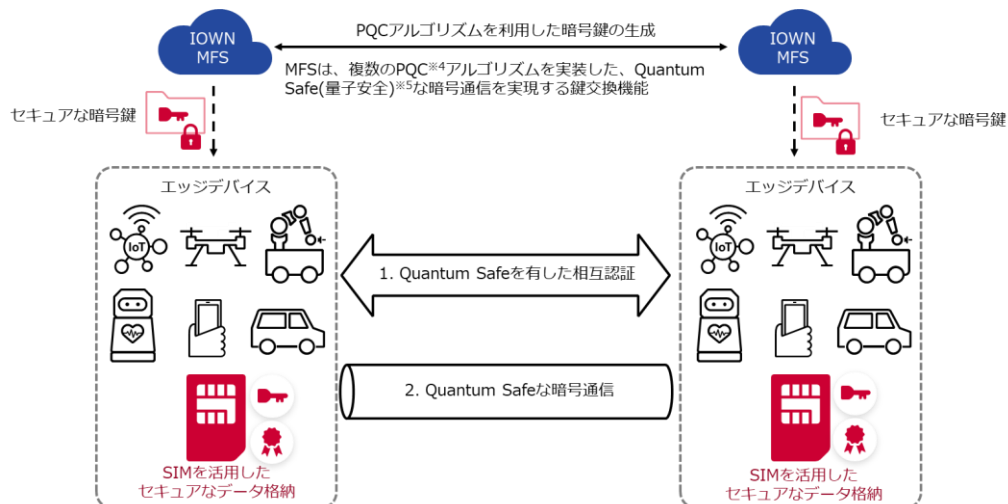 IOWN
MFS
PQCアルゴリズムを利用した暗号鍵の生成
IOWN
MFS
MFSは、複数のPQC※4アルゴリズムを実装した、Quantum
Safe(量子安全)※5な暗号通信を実現する鍵交換機能
セキュアな暗号鍵
セキュアな暗号鍵
エッジデバイス
IoT
エッジデバイス
IoT
1. Quantum Safeを有した相互認証
2. Quantum Safeな暗号通信
SIMを活用した
セキュアなデータ格納
SIMを活用した
セキュアなデータ格納